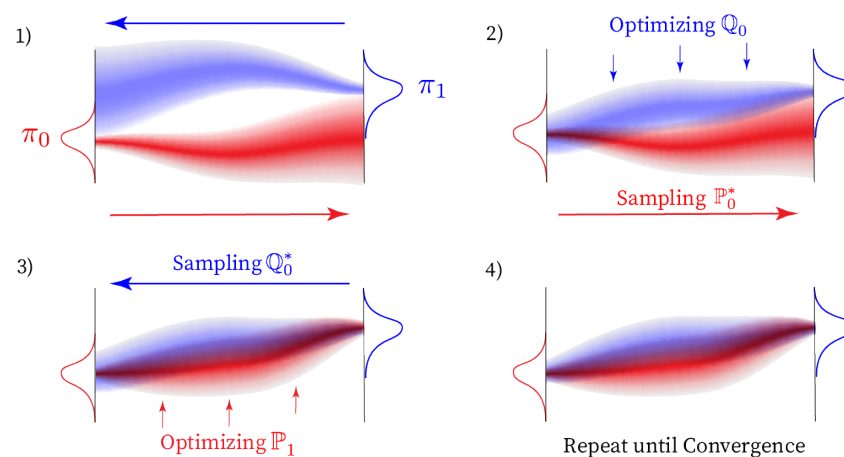 1)
π₀
π₁
2)
Optimizing ℚ₀
Sampling ℙ₀*
3)
Sampling ℚ₀*
Optimizing ℙ₁
4)
Repeat until Convergence